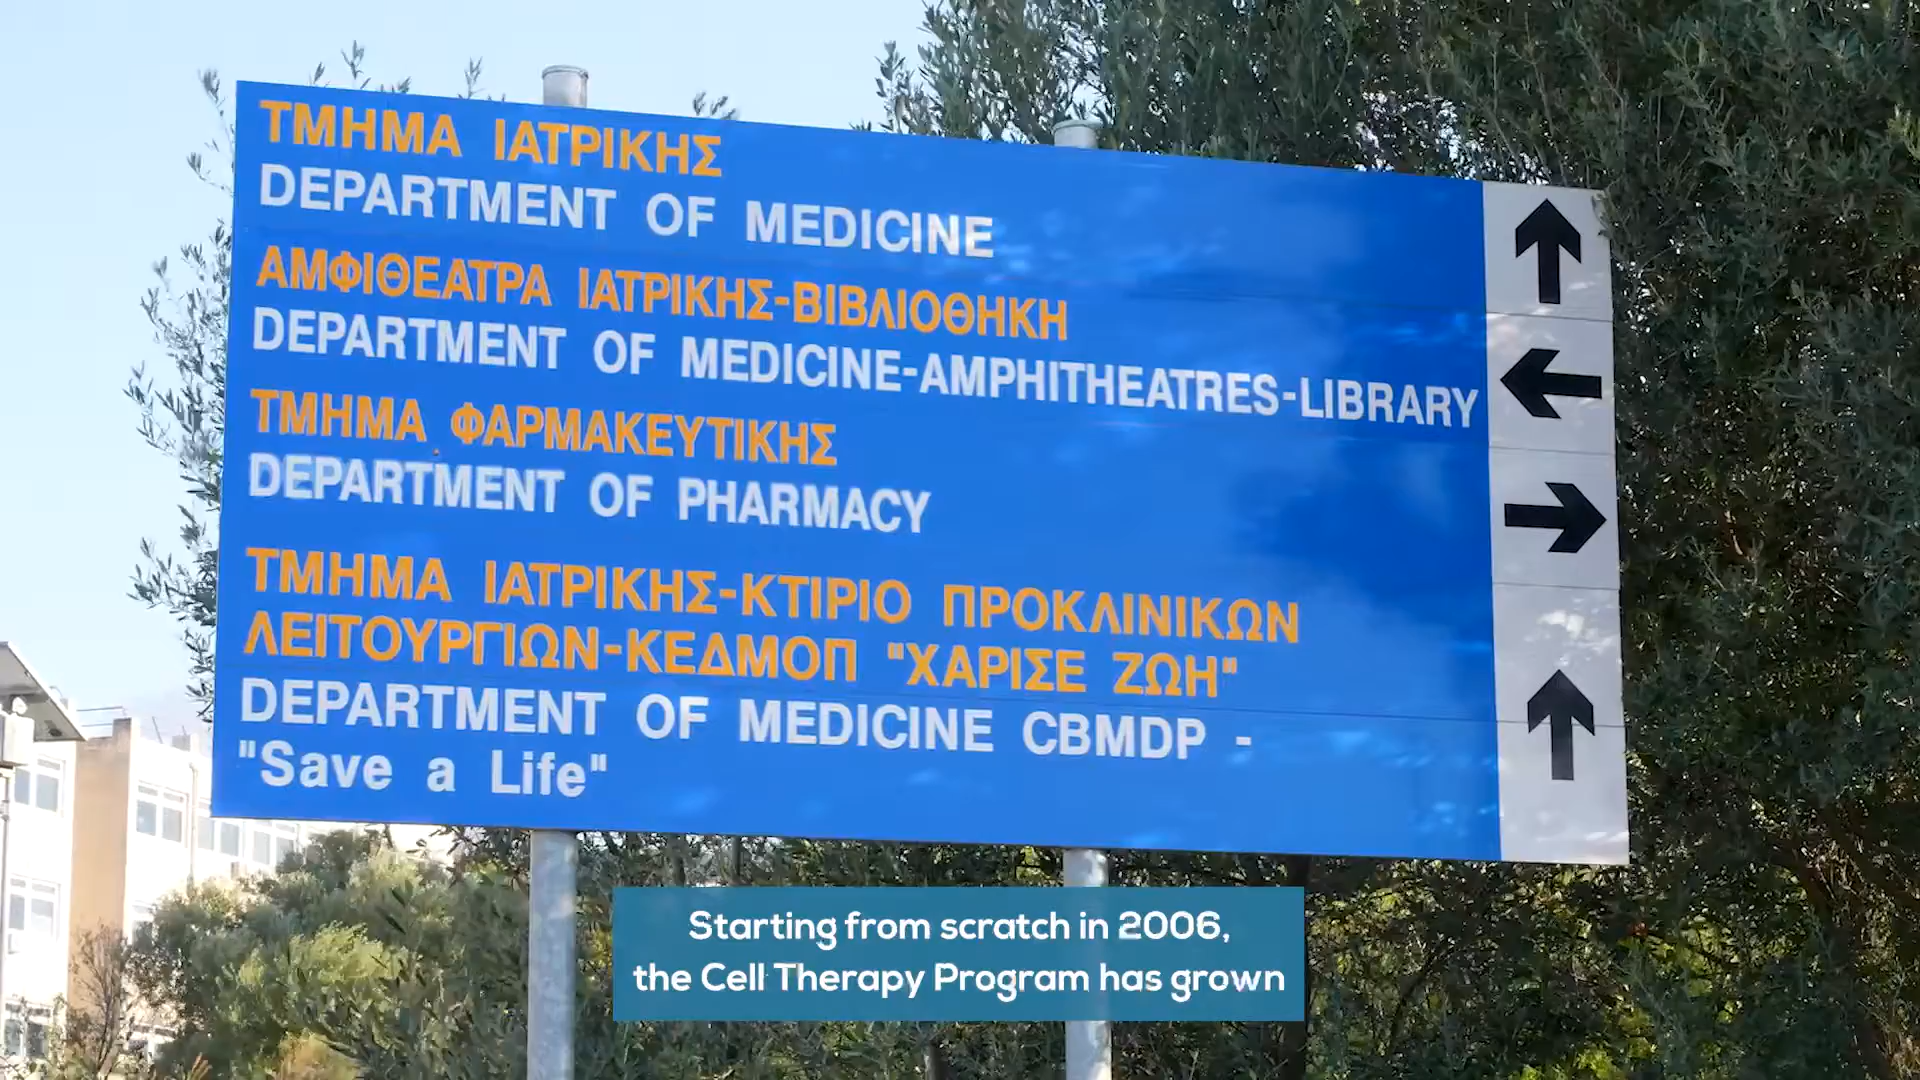 ΤΜΗΜΑ ΙΑΤΡΙΚΗΣ
DEPARTMENT OF MEDICINE
ΑΜΦΙΘΕΑΤΡΑ ΙΑΤΡΙΚΗΣ-ΒΙΒΛΙΟΘΗΚΗ
DEPARTMENT OF MEDICINE-AMPHITHEATRES-LIBRARY
ΤΜΗΜΑ ΦΑΡΜΑΚΕΥΤΙΚΗΣ
DEPARTMENT OF PHARMACY
ΤΜΗΜΑ ΙΑΤΡΙΚΗΣ-ΚΤΙΡΙΟ ΠΡΟΚΛΙΝΙΚΩΝ
ΛΕΙΤΟΥΡΓΙΩΝ-ΚΕΔΜΟΠ "ΧΑΡΙΣΕ ΖΩΗ"
DEPARTMENT OF MEDICINE CBMDP -
"Save a Life"
Starting from scratch in 2006,
the Cell Therapy Program has grown